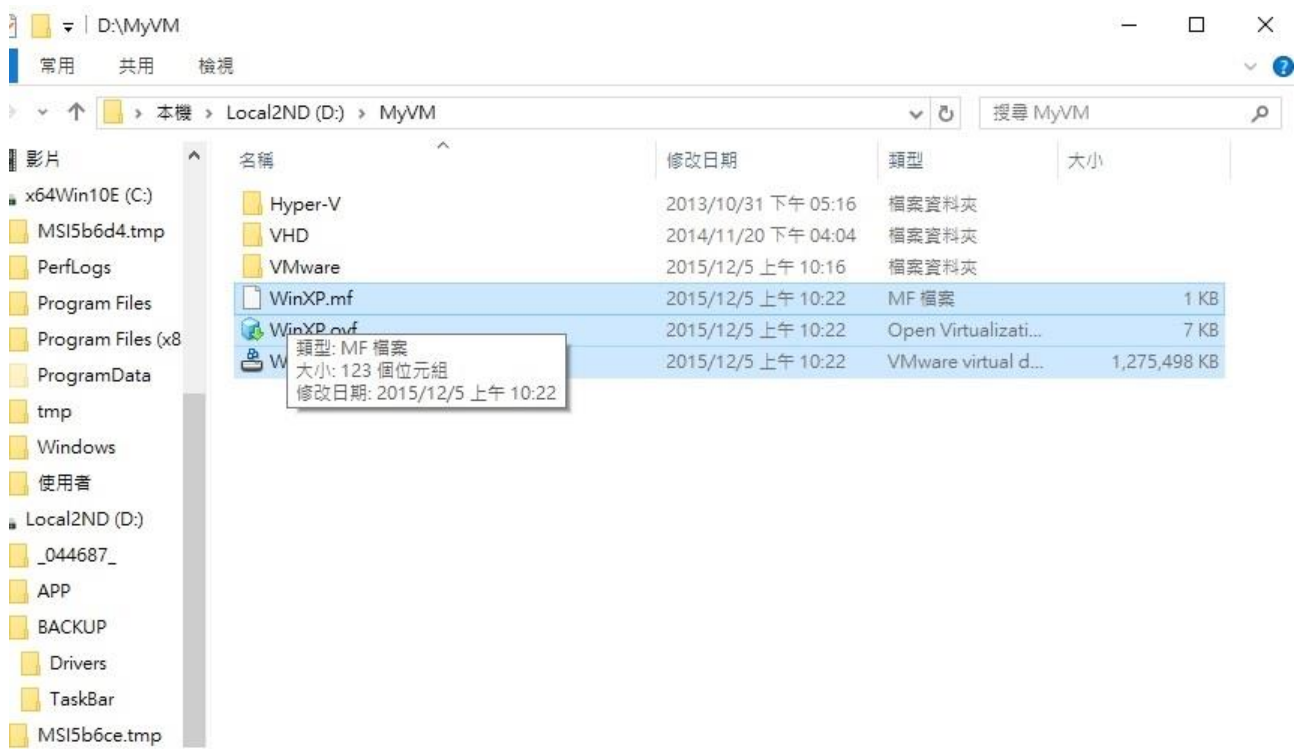 D:\MyVM
常用 共用 檢視
本機 > Local2ND (D:) > MyVM 搜尋 MyVM
名稱 修改日期 類型 大小
Hyper-V 2013/10/31 下午 05:16 檔案資料夾
VHD 2014/11/20 下午 04:04 檔案資料夾
VMware 2015/12/5 上午 10:16 檔案資料夾
WinXP.mf 2015/12/5 上午 10:22 MF 檔案 1 KB
WinXP.ovf 2015/12/5 上午 10:22 Open Virtualizati... 7 KB
W 2015/12/5 上午 10:22 VMware virtual d... 1,275,498 KB
類型: MF 檔案
大小: 123 個位元組
修改日期: 2015/12/5 上午 10:22
影片
x64Win10E (C:)
MSI5b6d4.tmp
PerfLogs
Program Files
Program Files (x8
ProgramData
tmp
Windows
使用者
Local2ND (D:)
_044687_
APP
BACKUP
Drivers
TaskBar
MSI5b6ce.tmp